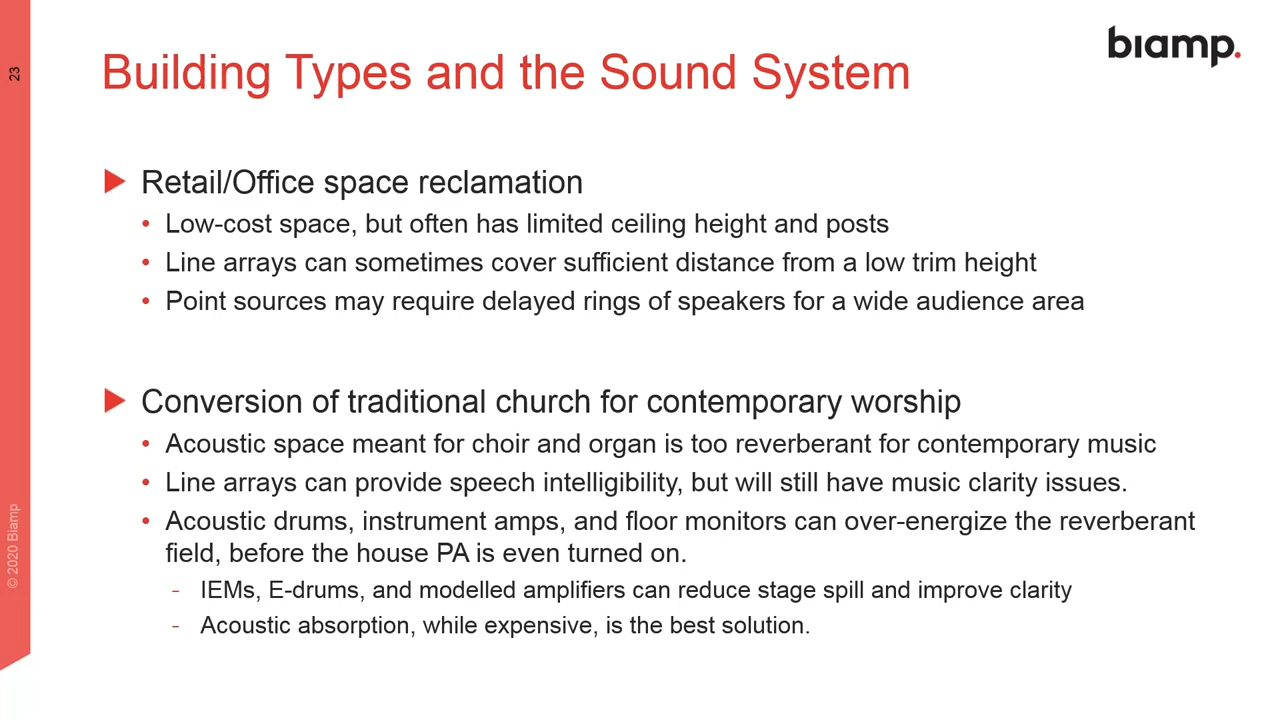 biamp.
23
Building Types and the Sound System
Retail/Office space reclamation
• Low-cost space, but often has limited ceiling height and posts
• Line arrays can sometimes cover sufficient distance from a low trim height
• Point sources may require delayed rings of speakers for a wide audience area
Conversion of traditional church for contemporary worship
• Acoustic space meant for choir and organ is too reverberant for contemporary music
• Line arrays can provide speech intelligibility, but will still have music clarity issues.
• Acoustic drums, instrument amps, and floor monitors can over-energize the reverberant
field, before the house PA is even turned on.
- IEMs, E-drums, and modelled amplifiers can reduce stage spill and improve clarity
- Acoustic absorption, while expensive, is the best solution.
© 2020 Biamp